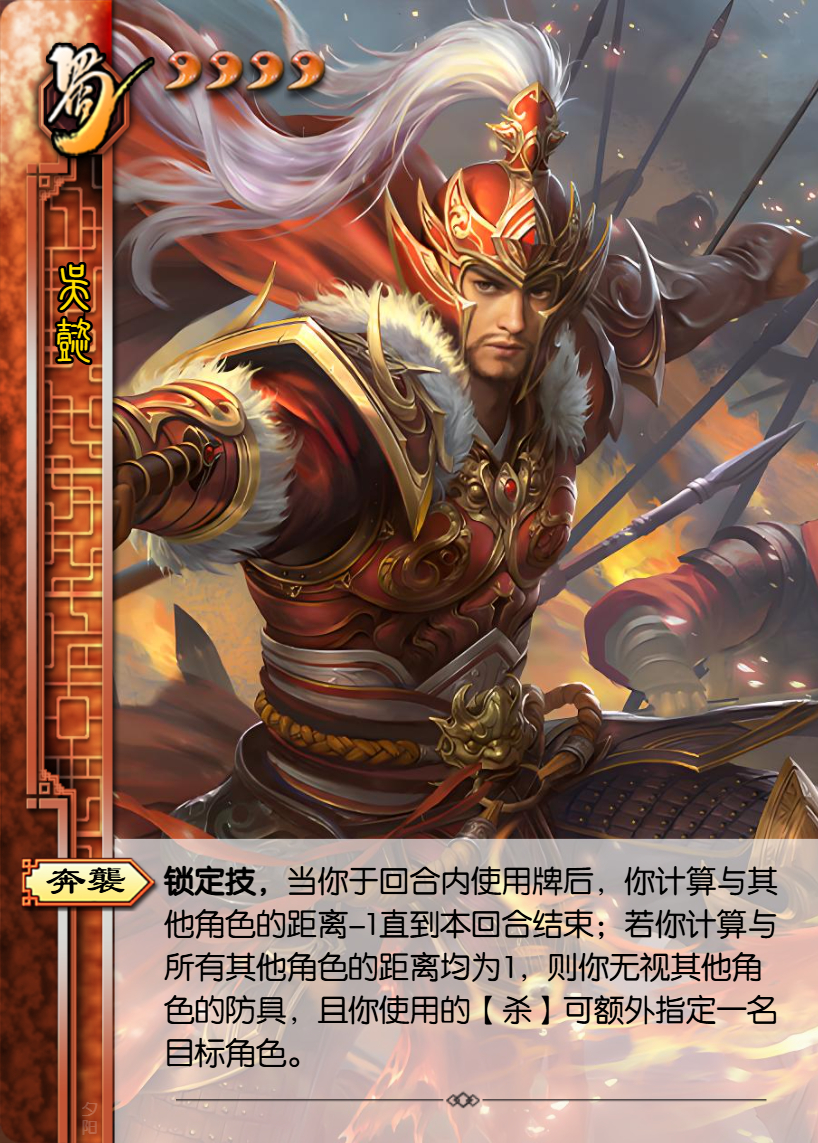 蜀
吳懿
奔襲
锁定技，当你于回合内使用牌后，你计算与其
他角色的距离-1直到本回合结束；若你计算与
所有其他角色的距离均为1，则你无视其他角
色的防具，且你使用的【杀】可额外指定一名
目标角色。
夕阳